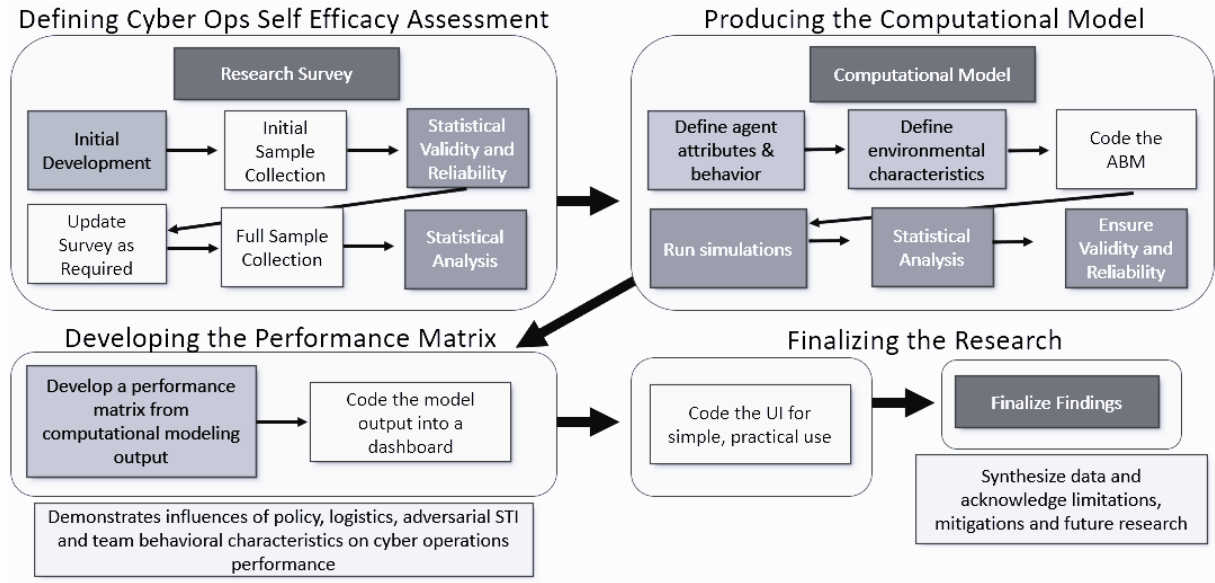 Defining Cyber Ops Self Efficacy Assessment
Research Survey
Initial
Development
Initial
Sample
Collection
Statistical
Validity and
Reliability
Update
Survey as
Required
Full Sample
Collection
Statistical
Analysis
Producing the Computational Model
Computational Model
Define agent
attributes &
behavior
Define
environmental
characteristics
Code the
ABM
Run simulations
Statistical
Analysis
Ensure
Validity and
Reliability
Developing the Performance Matrix
Develop a performance
matrix from
computational modeling
output
Code the model
output into a
dashboard
Demonstrates influences of policy, logistics, adversarial STI
and team behavioral characteristics on cyber operations
performance
Finalizing the Research
Code the UI for
simple, practical use
Finalize Findings
Synthesize data and
acknowledge limitations,
mitigations and future research